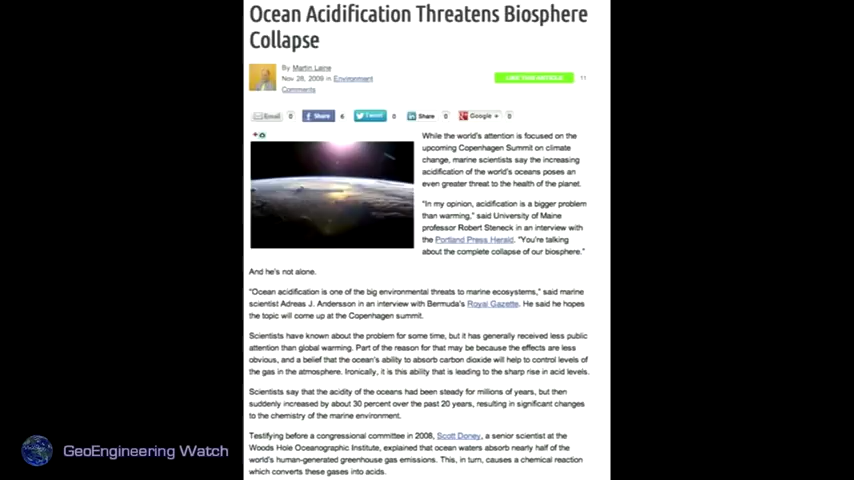 Ocean Acidification Threatens Biosphere
Collapse
By Martin Laine
Nov 28, 2009 in Environment
Comments
LIKE THIS ARTICLE 11
Email 0 Share 6 Tweet 0 Share 0 Google + 0
While the world's attention is focused on the
upcoming Copenhagen Summit on climate
change, marine scientists say the increasing
acidification of the world's oceans poses an
even greater threat to the health of the planet.
"In my opinion, acidification is a bigger problem
than warming," said University of Maine
professor Robert Steneck in an interview with
the Portland Press Herald. "You're talking
about the complete collapse of our biosphere."
And he's not alone.
"Ocean acidification is one of the big environmental threats to marine ecosystems," said marine
scientist Adreas J. Andersson in an interview with Bermuda's Royal Gazette. He said he hopes
the topic will come up at the Copenhagen summit.
Scientists have known about the problem for some time, but it has generally received less public
attention than global warming. Part of the reason for that may be because the effects are less
obvious, and a belief that the ocean's ability to absorb carbon dioxide will help to control levels of
the gas in the atmosphere. Ironically, it is this ability that is leading to the sharp rise in acid levels.
Scientists say that the acidity of the oceans had been steady for millions of years, but then
suddenly increased by about 30 percent over the past 20 years, resulting in significant changes
to the chemistry of the marine environment.
Testifying before a congressional committee in 2008, Scott Doney, a senior scientist at the
Woods Hole Oceanographic Institute, explained that ocean waters absorb nearly half of the
world's human-generated greenhouse gas emissions. This, in turn, causes a chemical reaction
which converts these gases into acids.
GeoEngineering Watch